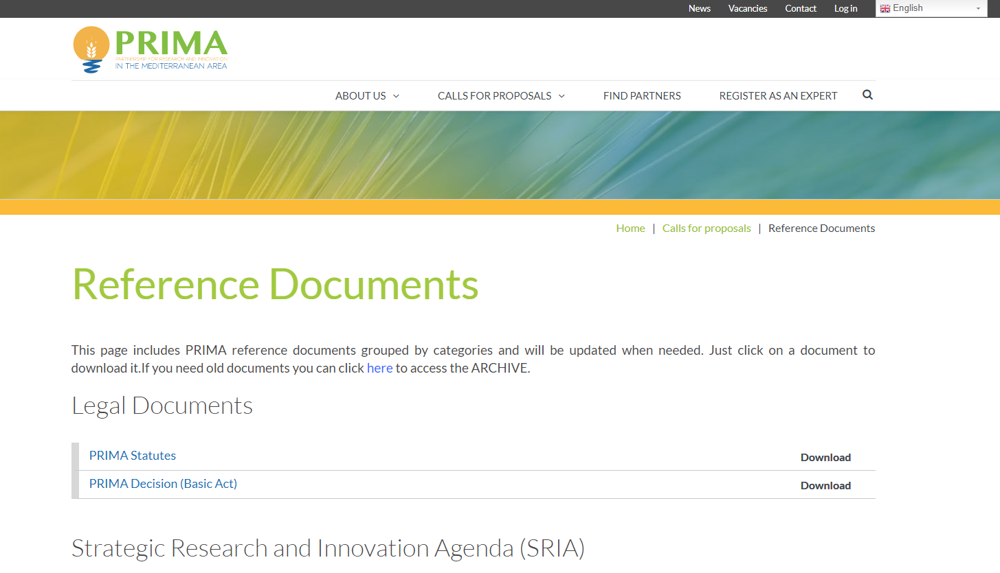 News Vacancies Contact Log in English
PRIMA
PARTNERSHIP FOR RESEARCH AND INNOVATION
IN THE MEDITERRANEAN AREA
ABOUT US CALLS FOR PROPOSALS FIND PARTNERS REGISTER AS AN EXPERT
Home | Calls for proposals | Reference Documents
Reference Documents
This page includes PRIMA reference documents grouped by categories and will be updated when needed. Just click on a document to
download it.If you need old documents you can click here to access the ARCHIVE.
Legal Documents
PRIMA Statutes Download
PRIMA Decision (Basic Act) Download
Strategic Research and Innovation Agenda (SRIA)